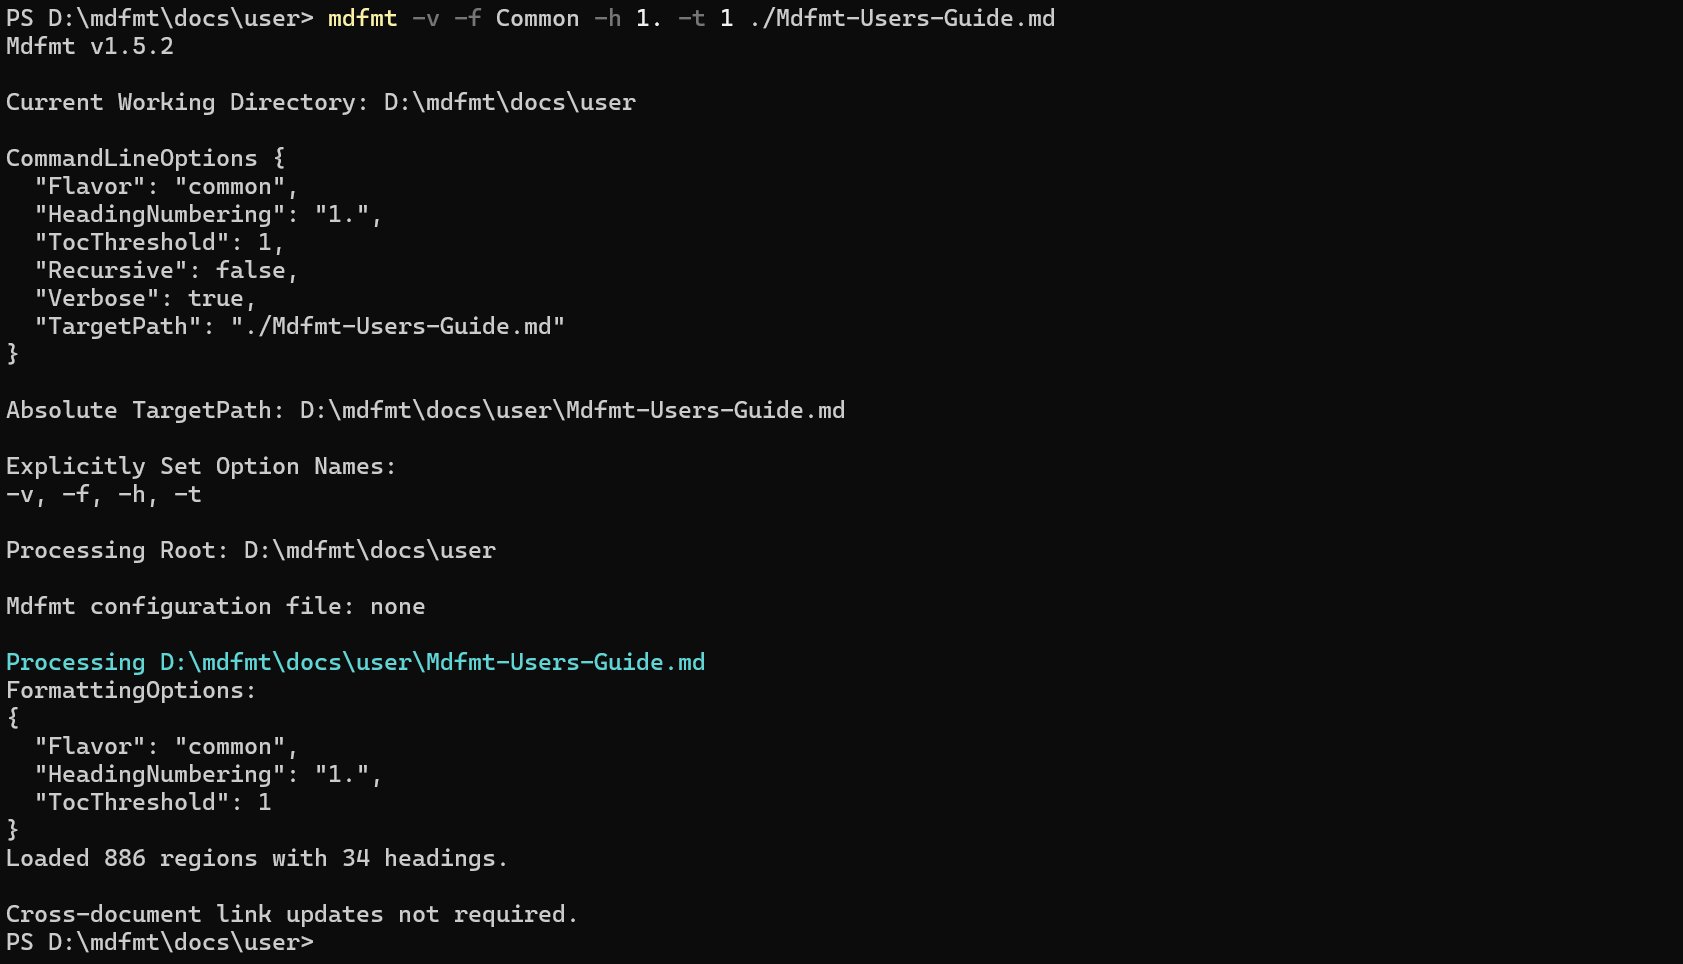 PS D:\mdfmt\docs\user> mdfmt -v -f Common -h 1. -t 1 ./Mdfmt-Users-Guide.md
Mdfmt v1.5.2

Current Working Directory: D:\mdfmt\docs\user

CommandLineOptions {
  "Flavor": "common",
  "HeadingNumbering": "1.",
  "TocThreshold": 1,
  "Recursive": false,
  "Verbose": true,
  "TargetPath": "./Mdfmt-Users-Guide.md"
}

Absolute TargetPath: D:\mdfmt\docs\user\Mdfmt-Users-Guide.md

Explicitly Set Option Names:
-v, -f, -h, -t

Processing Root: D:\mdfmt\docs\user

Mdfmt configuration file: none

Processing D:\mdfmt\docs\user\Mdfmt-Users-Guide.md
FormattingOptions:
{
  "Flavor": "common",
  "HeadingNumbering": "1.",
  "TocThreshold": 1
}
Loaded 886 regions with 34 headings.

Cross-document link updates not required.
PS D:\mdfmt\docs\user>